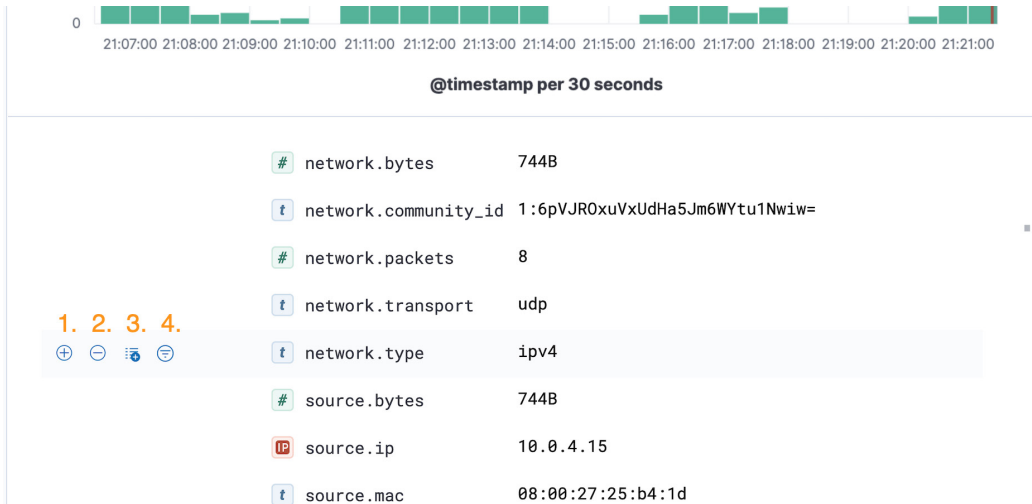 0
21:07:00 21:08:00 21:09:00 21:10:00 21:11:00 21:12:00 21:13:00 21:14:00 21:15:00 21:16:00 21:17:00 21:18:00 21:19:00 21:20:00 21:21:00
@timestamp per 30 seconds
# network.bytes 744B
t network.community_id 1:6pVJROxuVxUdHa5Jm6WYtu1Nwiw=
# network.packets 8
t network.transport udp
1. 2. 3. 4.
t network.type ipv4
# source.bytes 744B
IP source.ip 10.0.4.15
t source.mac 08:00:27:25:b4:1d